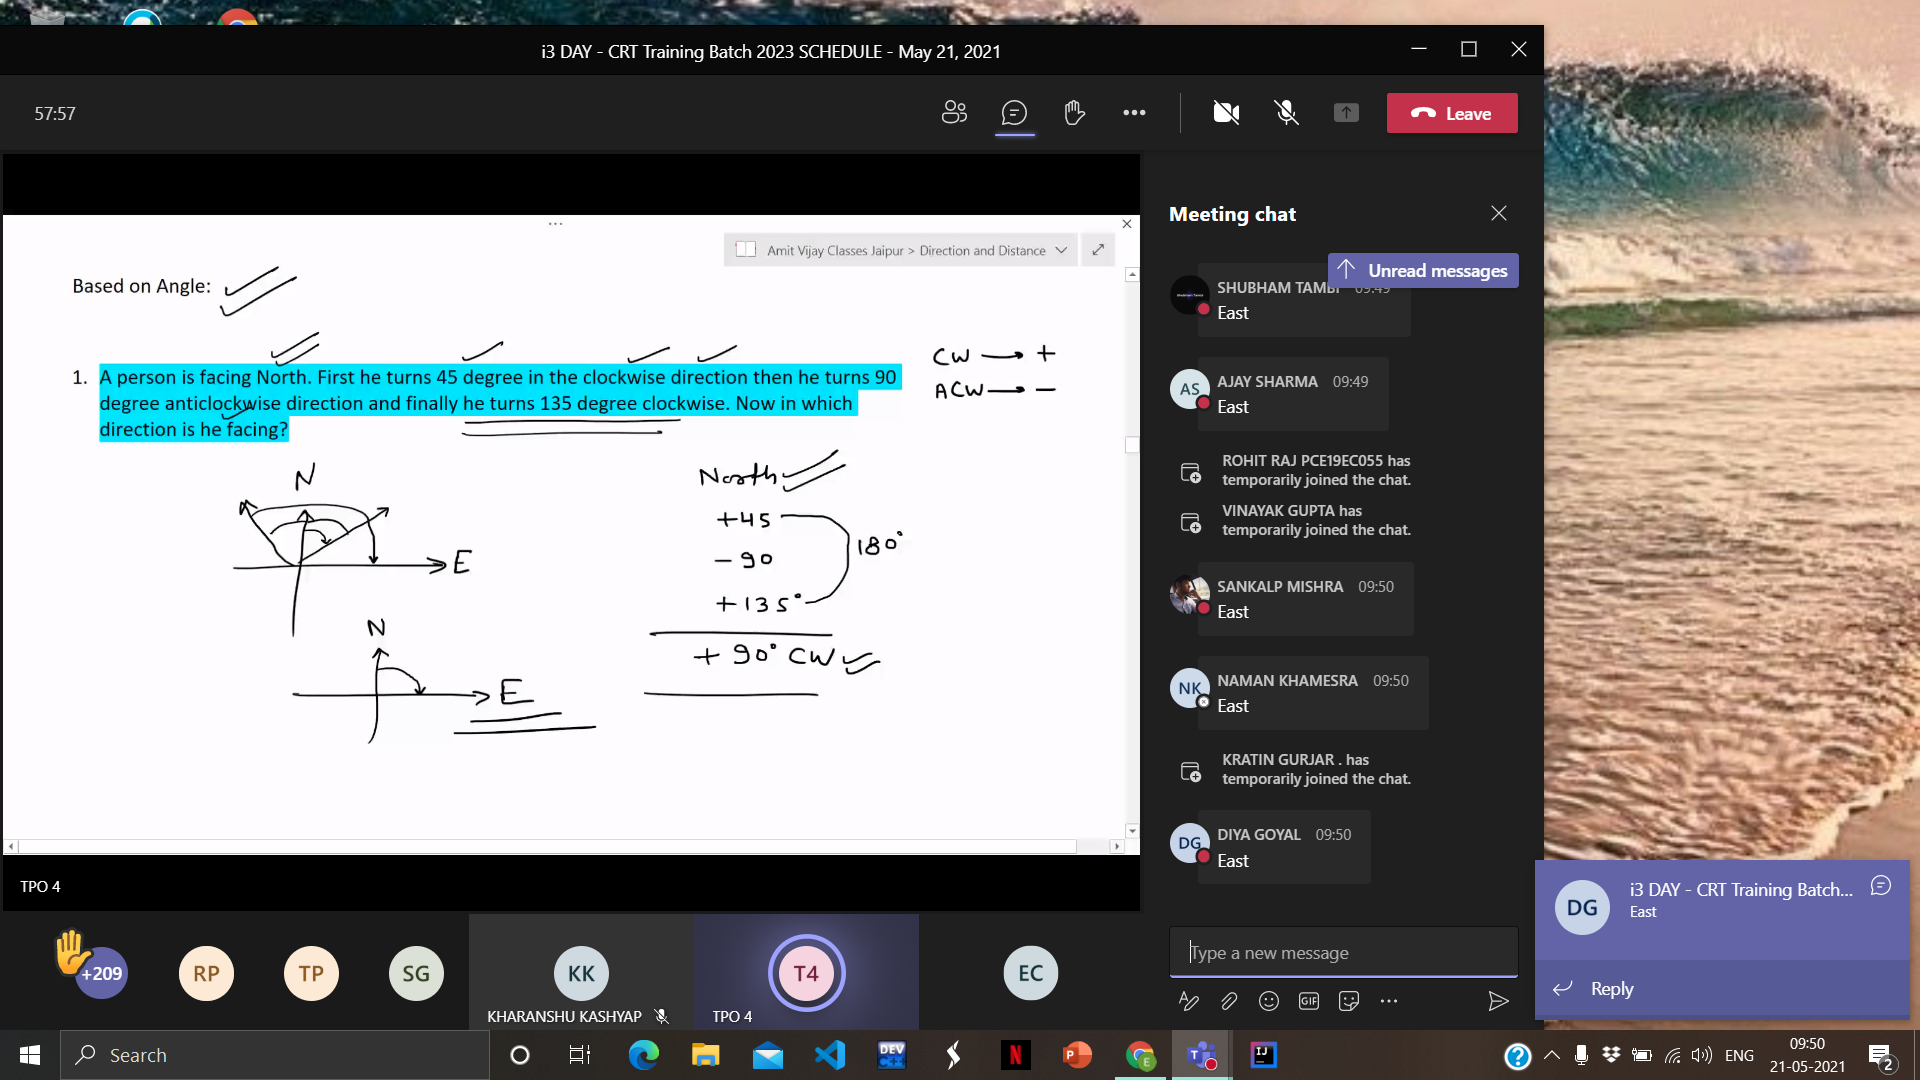 i3 DAY - CRT Training Batch 2023 SCHEDULE - May 21, 2021
57:57
Leave
Amit Vijay Classes Jaipur > Direction and Distance
Based on Angle:
1. A person is facing North. First he turns 45 degree in the clockwise direction then he turns 90
degree anticlockwise direction and finally he turns 135 degree clockwise. Now in which
direction is he facing?
CW → +
ACW → −
N
E
N
E
North
+45
− 90
+135°
180°
+ 90° CW
TPO 4
Meeting chat
Unread messages
SHUBHAM TAMBI 09:49
East
AS
AJAY SHARMA 09:49
East
ROHIT RAJ PCE19EC055 has
temporarily joined the chat.
VINAYAK GUPTA has
temporarily joined the chat.
SANKALP MISHRA 09:50
East
NK
NAMAN KHAMESRA 09:50
East
KRATIN GURJAR . has
temporarily joined the chat.
DG
DIYA GOYAL 09:50
East
Type a new message
GIF
DG
i3 DAY - CRT Training Batch...
East
Reply
+209
RP
TP
SG
KK
KHARANSHU KASHYAP
T4
TPO 4
EC
Search
DEV
C++
N
P
E
T
IJ
ENG
09:50
21-05-2021
2